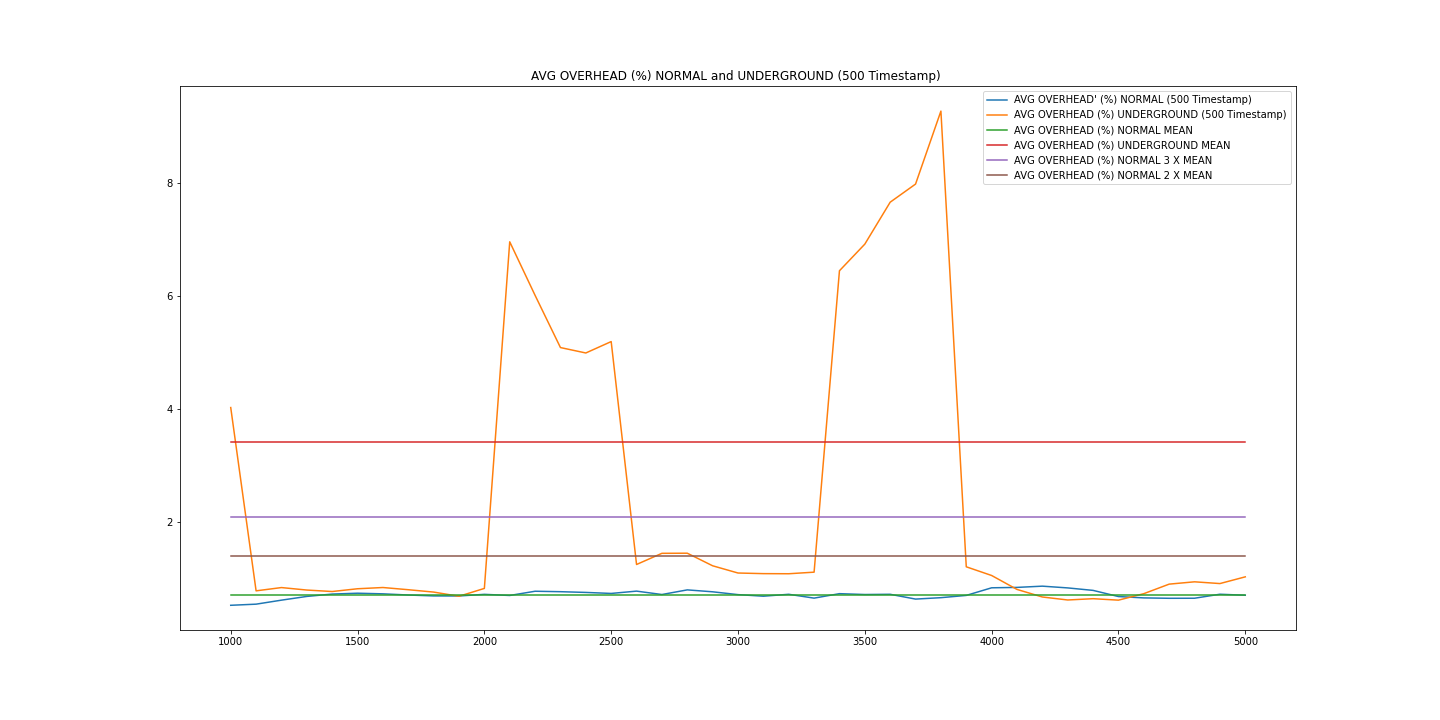 AVG OVERHEAD (%) NORMAL and UNDERGROUND (500 Timestamp)
AVG OVERHEAD' (%) NORMAL (500 Timestamp)
AVG OVERHEAD (%) UNDERGROUND (500 Timestamp)
AVG OVERHEAD (%) NORMAL MEAN
AVG OVERHEAD (%) UNDERGROUND MEAN
AVG OVERHEAD (%) NORMAL 3 X MEAN
AVG OVERHEAD (%) NORMAL 2 X MEAN
8
6
4
2
1000 1500 2000 2500 3000 3500 4000 4500 5000